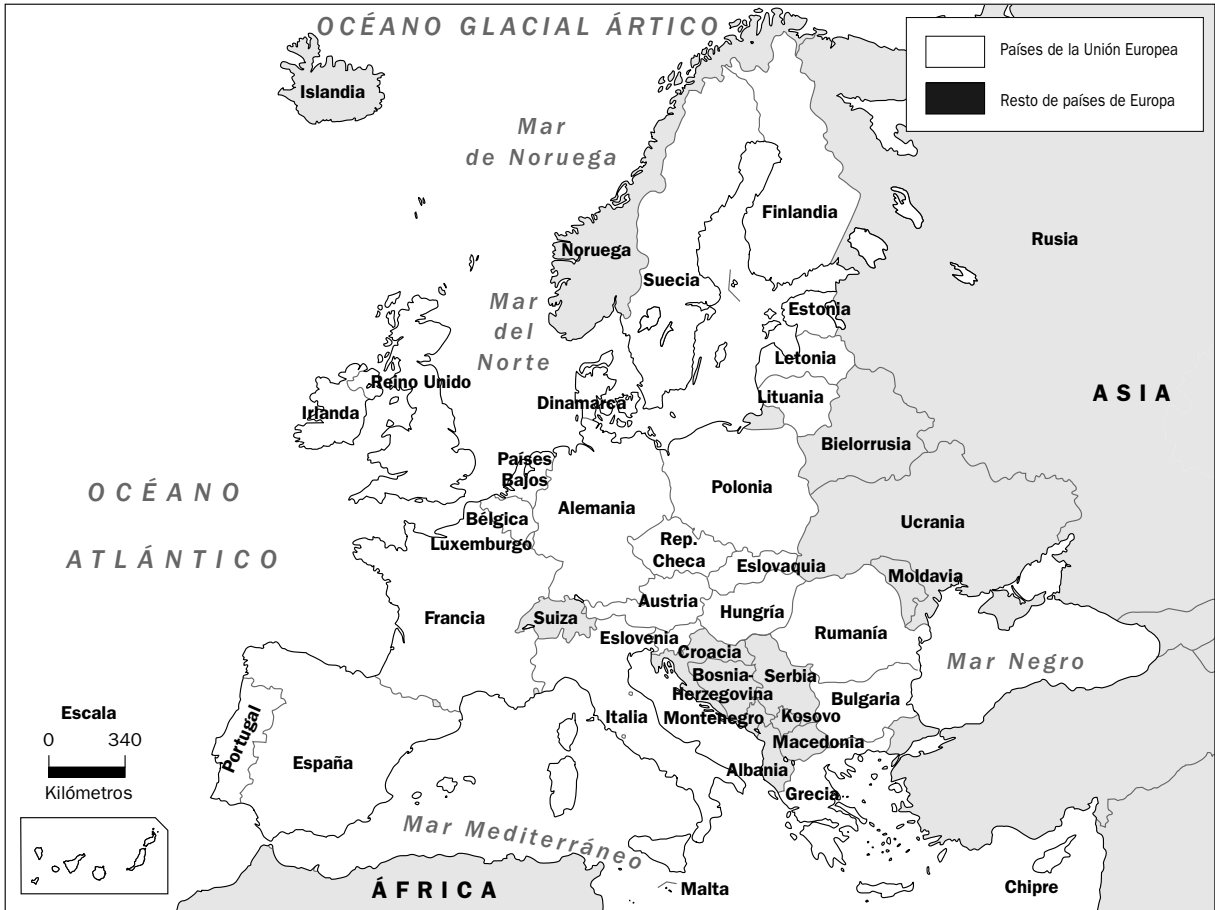 OCÉANO GLACIAL ÁRTICO
Países de la Unión Europea
Resto de países de Europa
Islandia
Mar
de Noruega
Finlandia
Rusia
Noruega
Suecia
Mar
del
Norte
Estonia
Letonia
Lituania
Reino Unido
Irlanda
Dinamarca
ASIA
Bielorrusia
Países
Bajos
Polonia
OCÉANO
ATLÁNTICO
Alemania
Bélgica
Luxemburgo
Ucrania
Rep.
Checa
Eslovaquia
Moldavia
Austria
Hungría
Francia
Suiza
Eslovenia
Rumanía
Croacia
Mar Negro
Bosnia-
Herzegovina
Serbia
Bulgaria
Italia
Montenegro
Kosovo
Macedonia
Albania
Grecia
Portugal
España
Escala
0 340
Kilómetros
Mar Mediterráneo
ÁFRICA
Malta
Chipre